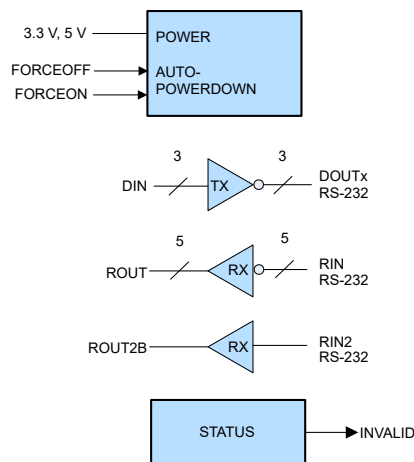 3.3 V, 5 V
POWER
FORCEOFF
AUTO-
POWERDOWN
FORCEON
3
3
DIN
TX
DOUTx
RS-232
5
5
ROUT
RX
RIN
RS-232
ROUT2B
RX
RIN2
RS-232
STATUS
INVALID